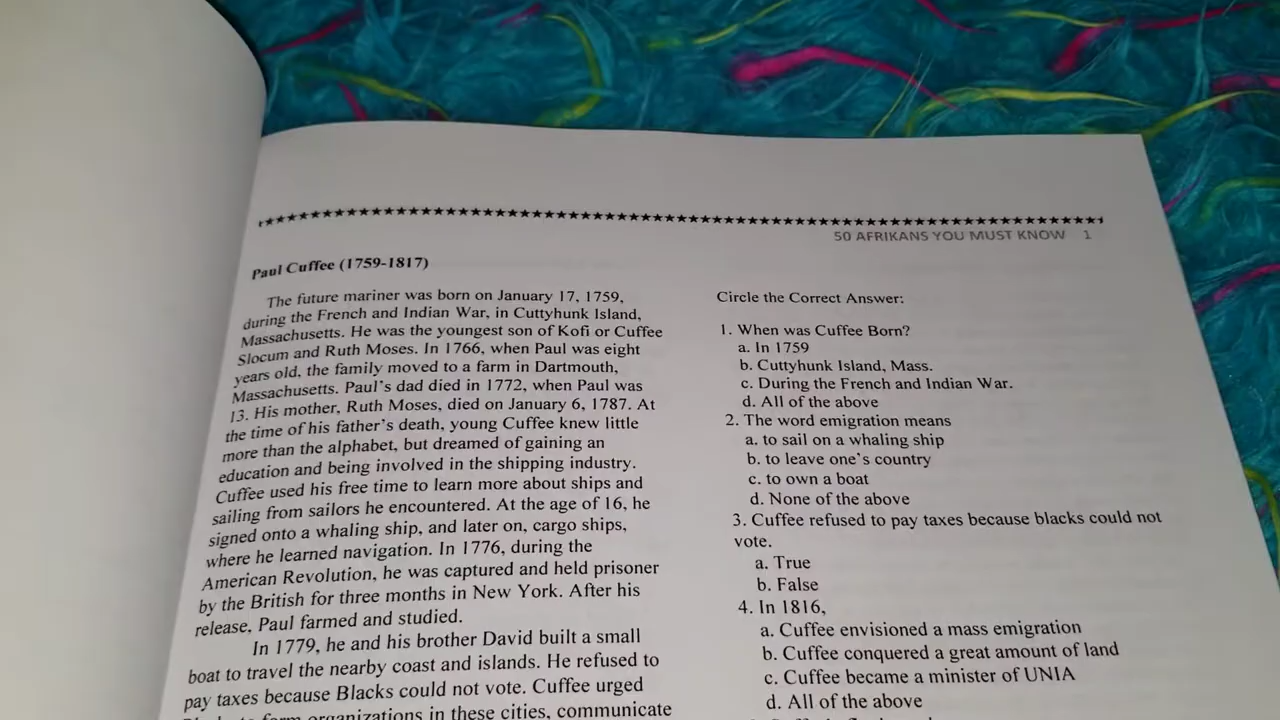 50 AFRIKANS YOU MUST KNOW 1
Paul Cuffee (1759-1817)
The future mariner was born on January 17, 1759,
during the French and Indian War, in Cuttyhunk Island,
Massachusetts. He was the youngest son of Kofi or Cuffee
Slocum and Ruth Moses. In 1766, when Paul was eight
years old, the family moved to a farm in Dartmouth,
Massachusetts. Paul's dad died in 1772, when Paul was
13. His mother, Ruth Moses, died on January 6, 1787. At
the time of his father's death, young Cuffee knew little
more than the alphabet, but dreamed of gaining an
education and being involved in the shipping industry.
Cuffee used his free time to learn more about ships and
sailing from sailors he encountered. At the age of 16, he
signed onto a whaling ship, and later on, cargo ships,
where he learned navigation. In 1776, during the
American Revolution, he was captured and held prisoner
by the British for three months in New York. After his
release, Paul farmed and studied.
In 1779, he and his brother David built a small
boat to travel the nearby coast and islands. He refused to
pay taxes because Blacks could not vote. Cuffee urged
organizations in these cities, communicate
Circle the Correct Answer:
1. When was Cuffee Born?
a. In 1759
b. Cuttyhunk Island, Mass.
c. During the French and Indian War.
d. All of the above
2. The word emigration means
a. to sail on a whaling ship
b. to leave one's country
c. to own a boat
d. None of the above
3. Cuffee refused to pay taxes because blacks could not
vote.
a. True
b. False
4. In 1816,
a. Cuffee envisioned a mass emigration
b. Cuffee conquered a great amount of land
c. Cuffee became a minister of UNIA
d. All of the above